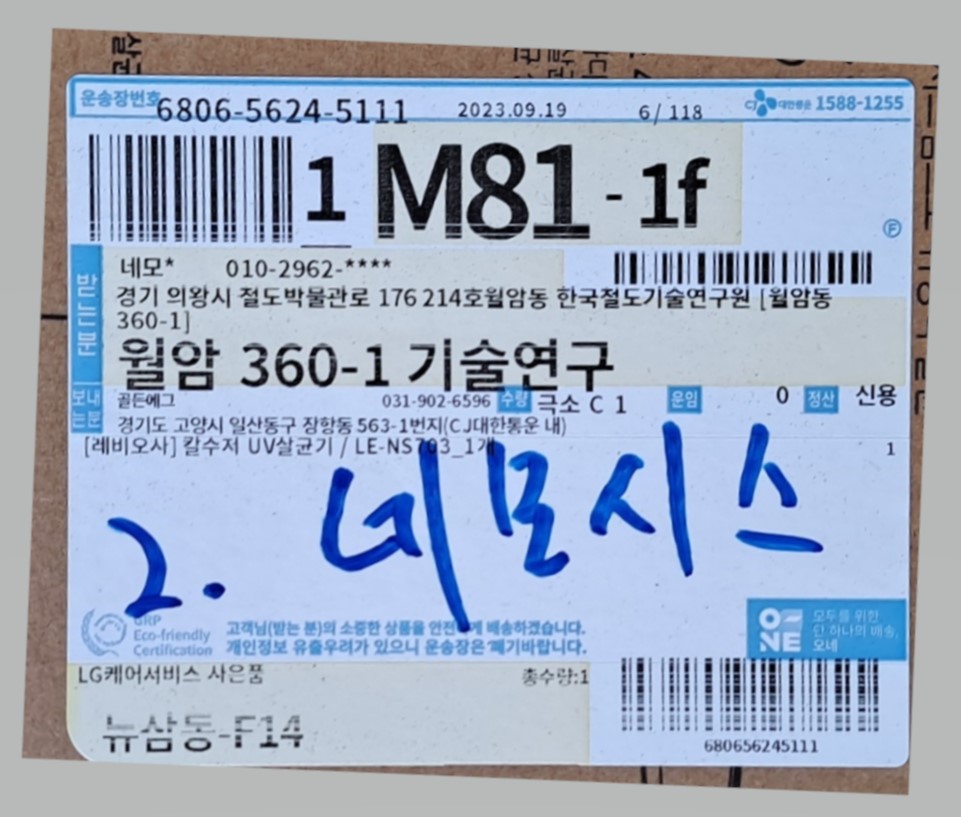 운송장번호 6806-5624-5111 2023.09.19 6/ 118 CJ대한통운 1588-1255
1 M81 - 1f
F
받는분 네모* 010-2962-****
경기 의왕시 철도박물관로 176 214호월암동 한국철도기술연구원 [월암동
360-1]
월암 360-1 기술연구
보내는분 골든에그 031-902-6596 수량 극소 C 1 운임 0 정산 신용
경기도 고양시 일산동구 장항동 563-1번지(CJ대한통운 내)
[레비오사] 칼수저 UV살균기 / LE-NS703_1개 1
2. 네모시스
GRP
Eco-friendly
Certification
고객님(받는 분)의 소중한 상품을 안전하게 배송하겠습니다.
개인정보 유출우려가 있으니 운송장은 폐기바랍니다.
O-NE
모두를 위한
단 하나의 배송,
오네
LG케어서비스 사은품 총수량:1
뉴삼동-F14
680656245111